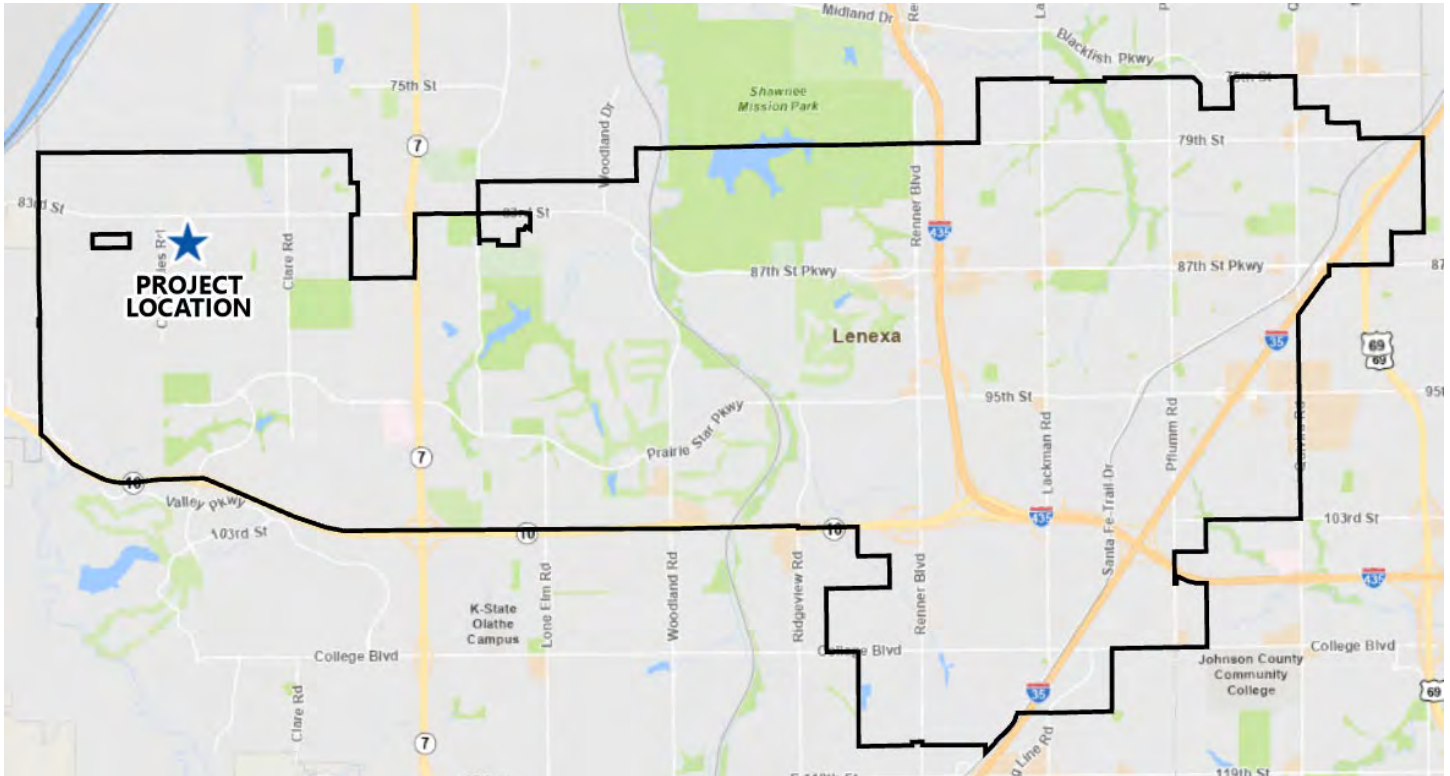 Midland Dr
Blackfish Pkwy
75th St
75th St
Shawnee
Mission Park
Woodland Dr
7
79th St
83rd St
83rd St
Renner Blvd
435
PROJECT
LOCATION
Clare Rd
87th St Pkwy
87th St Pkwy
Lenexa
35
69
69
95th St
Prairie Star Pkwy
Lackman Rd
Pflumm Rd
Santa Fe Trail Dr
7
10
Valley Pkwy
103rd St
10
10
435
103rd St
435
K-State
Olathe
Campus
Lone Elm Rd
Woodland Rd
Ridgeview Rd
Renner Blvd
College Blvd
College Blvd
College Blvd
Johnson County
Community
College
Clare Rd
35
69
7
119th St